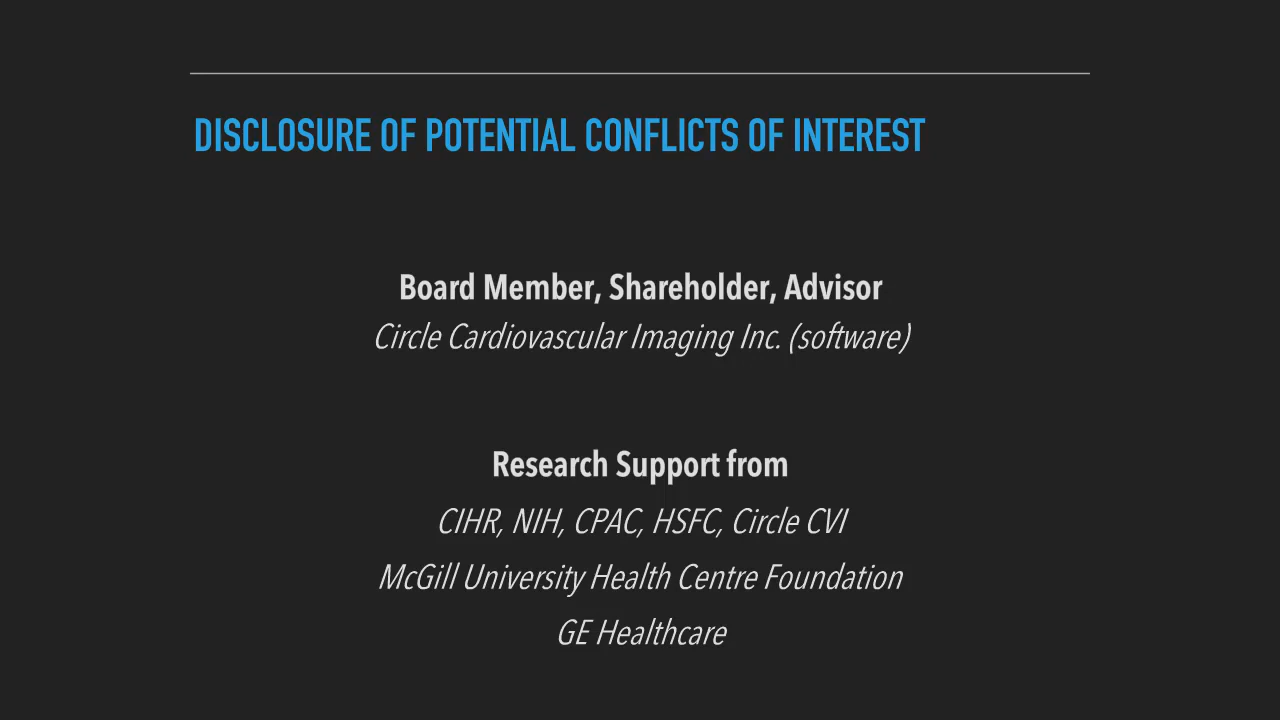 DISCLOSURE OF POTENTIAL CONFLICTS OF INTEREST
Board Member, Shareholder, Advisor
Circle Cardiovascular Imaging Inc. (software)
Research Support from
CIHR, NIH, CPAC, HSFC, Circle CVI
McGill University Health Centre Foundation
GE Healthcare